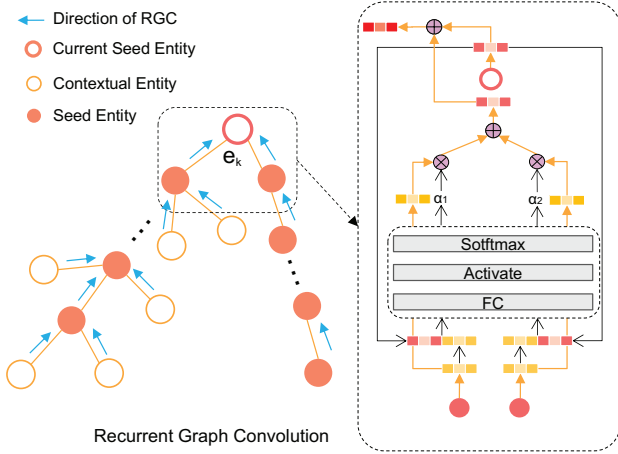 Direction of RGC
Current Seed Entity
Contextual Entity
Seed Entity
e_k
α1
α2
Sotftmax
Activate
FC
Recurrent Graph Convolution